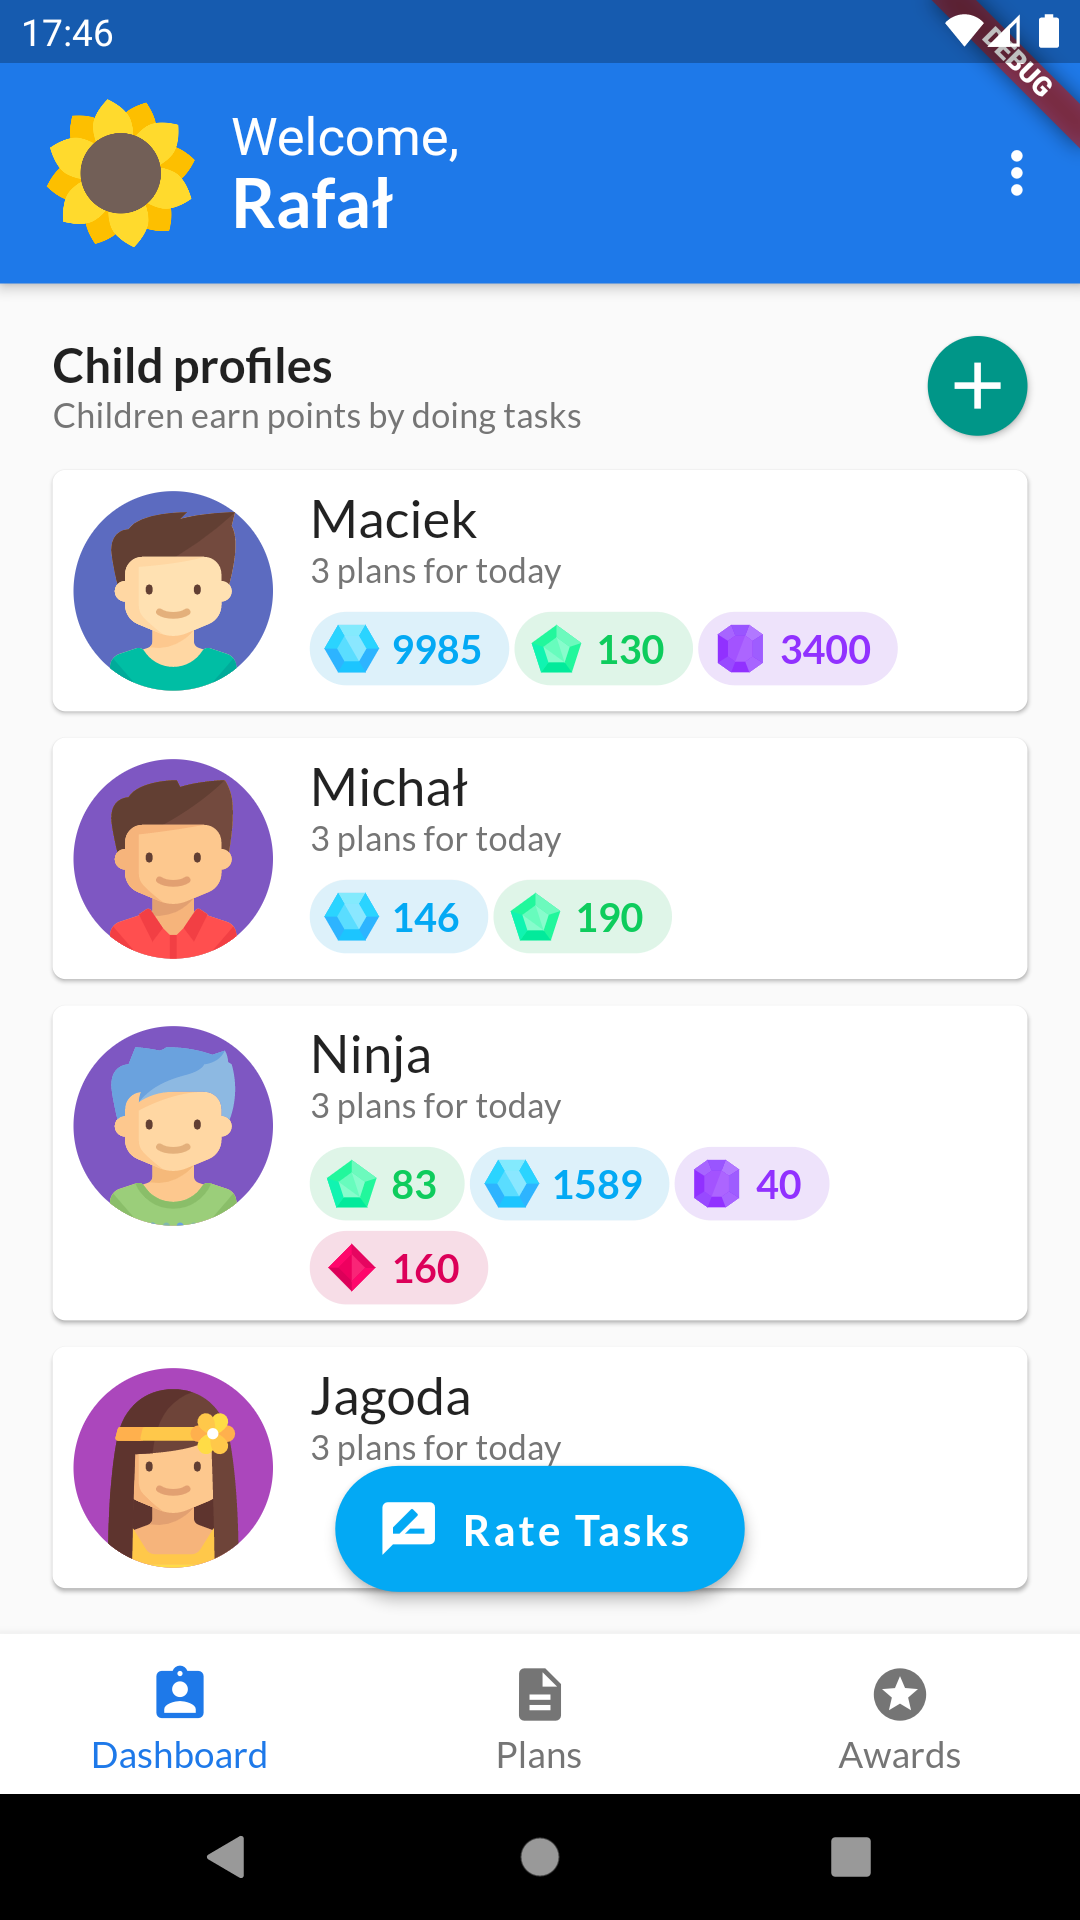 17:46
DEBUG
Welcome,
Rafał
Child profiles
Children earn points by doing tasks
Maciek
3 plans for today
9985 130 3400
Michał
3 plans for today
146 190
Ninja
3 plans for today
83 1589 40
160
Jagoda
3 plans for today
Rate Tasks
Dashboard Plans Awards